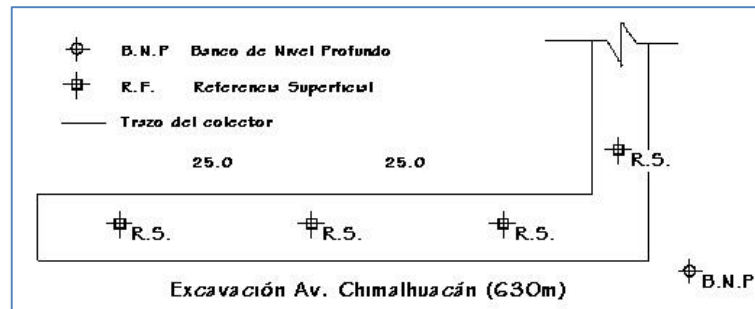 B.N.P Banco de Nivel Profundo
R.F. Referencia Superficial
Trazo del colector
25.0 25.0
R.S.
R.S. R.S. R.S.
B.N.P
Excavación Av. Chimalhuacán (630m)